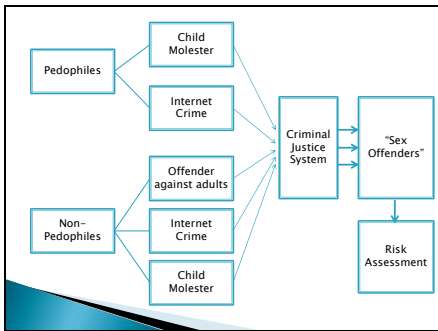 Pedophiles
Child
Molester
Internet
Crime
Non-
Pedophiles
Offender
against adults
Internet
Crime
Child
Molester
Criminal
Justice
System
"Sex
Offenders"
Risk
Assessment